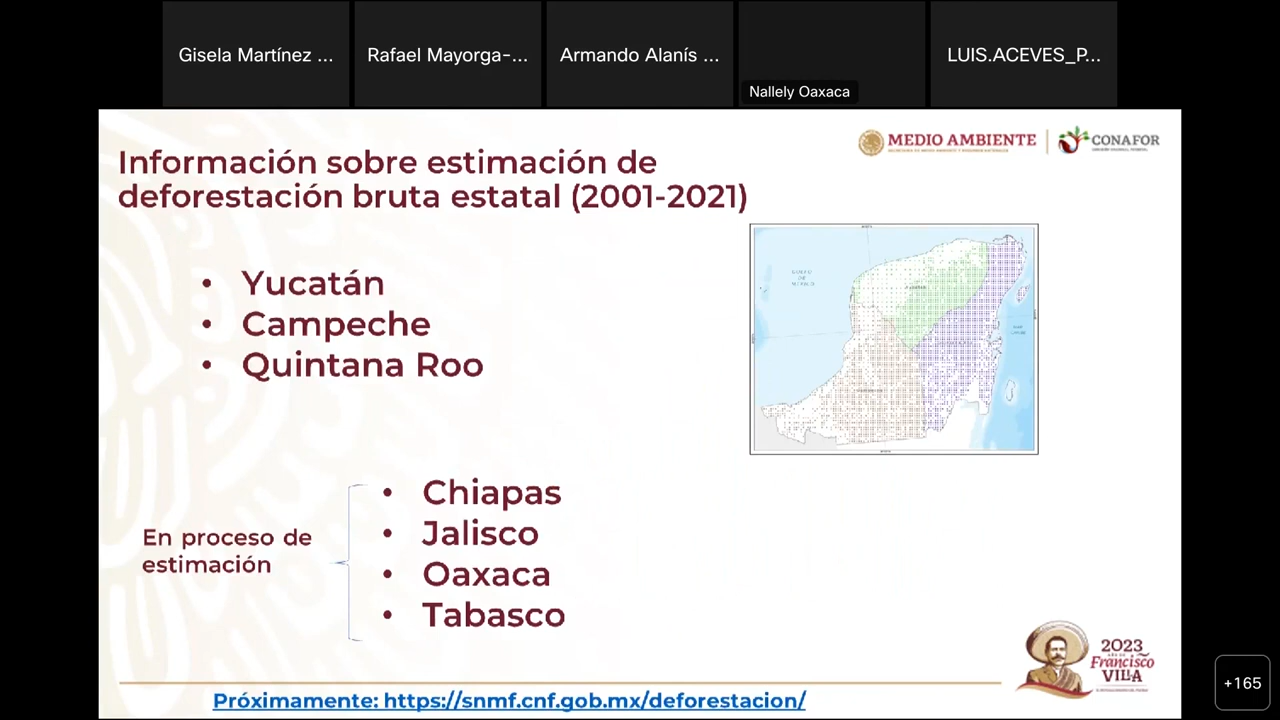 Gisela Martínez ...
Rafael Mayorga-...
Armando Alanís ...
Nallely Oaxaca
LUIS.ACEVES_P...
MEDIO AMBIENTE
CONAFOR
Información sobre estimación de
deforestación bruta estatal (2001-2021)
• Yucatán
• Campeche
• Quintana Roo
En proceso de
estimación
• Chiapas
• Jalisco
• Oaxaca
• Tabasco
2023
Francisco
VILLA
Próximamente: https://snmf.cnf.gob.mx/deforestacion/
+165